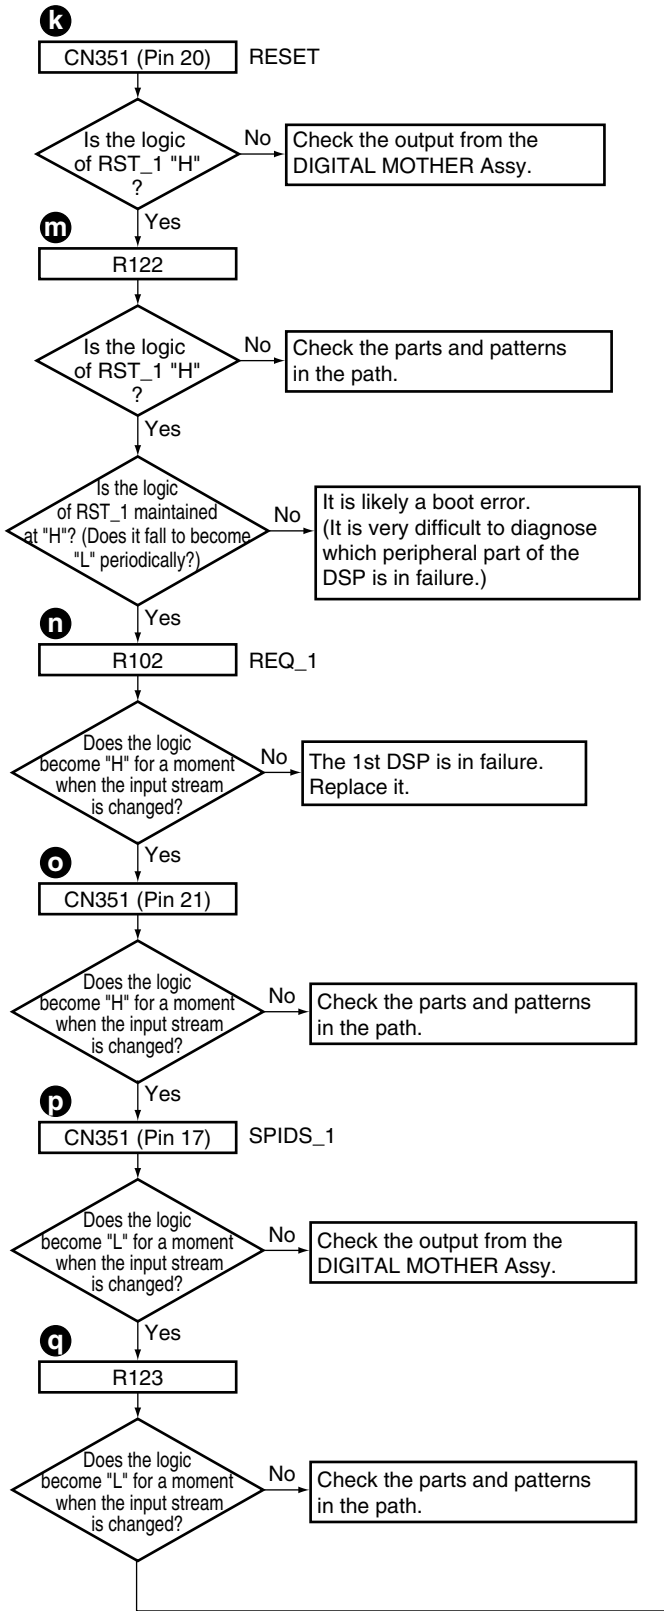 k
CN351 (Pin 20) RESET
Is the logic
of RST_1 "H"
?
No
Check the output from the
DIGITAL MOTHER Assy.
Yes
m
R122
Is the logic
of RST_1 "H"
?
No
Check the parts and patterns
in the path.
Yes
Is the logic
of RST_1 maintained
at "H"? (Does it fall to become
"L" periodically?)
No
It is likely a boot error.
(It is very difficult to diagnose
which peripheral part of the
DSP is in failure.)
Yes
n
R102 REQ_1
Does the logic
become "H" for a moment
when the input stream
is changed?
No
The 1st DSP is in failure.
Replace it.
Yes
o
CN351 (Pin 21)
Does the logic
become "H" for a moment
when the input stream
is changed?
No
Check the parts and patterns
in the path.
Yes
p
CN351 (Pin 17) SPIDS_1
Does the logic
become "L" for a moment
when the input stream
is changed?
No
Check the output from the
DIGITAL MOTHER Assy.
Yes
q
R123
Does the logic
become "L" for a moment
when the input stream
is changed?
No
Check the parts and patterns
in the path.